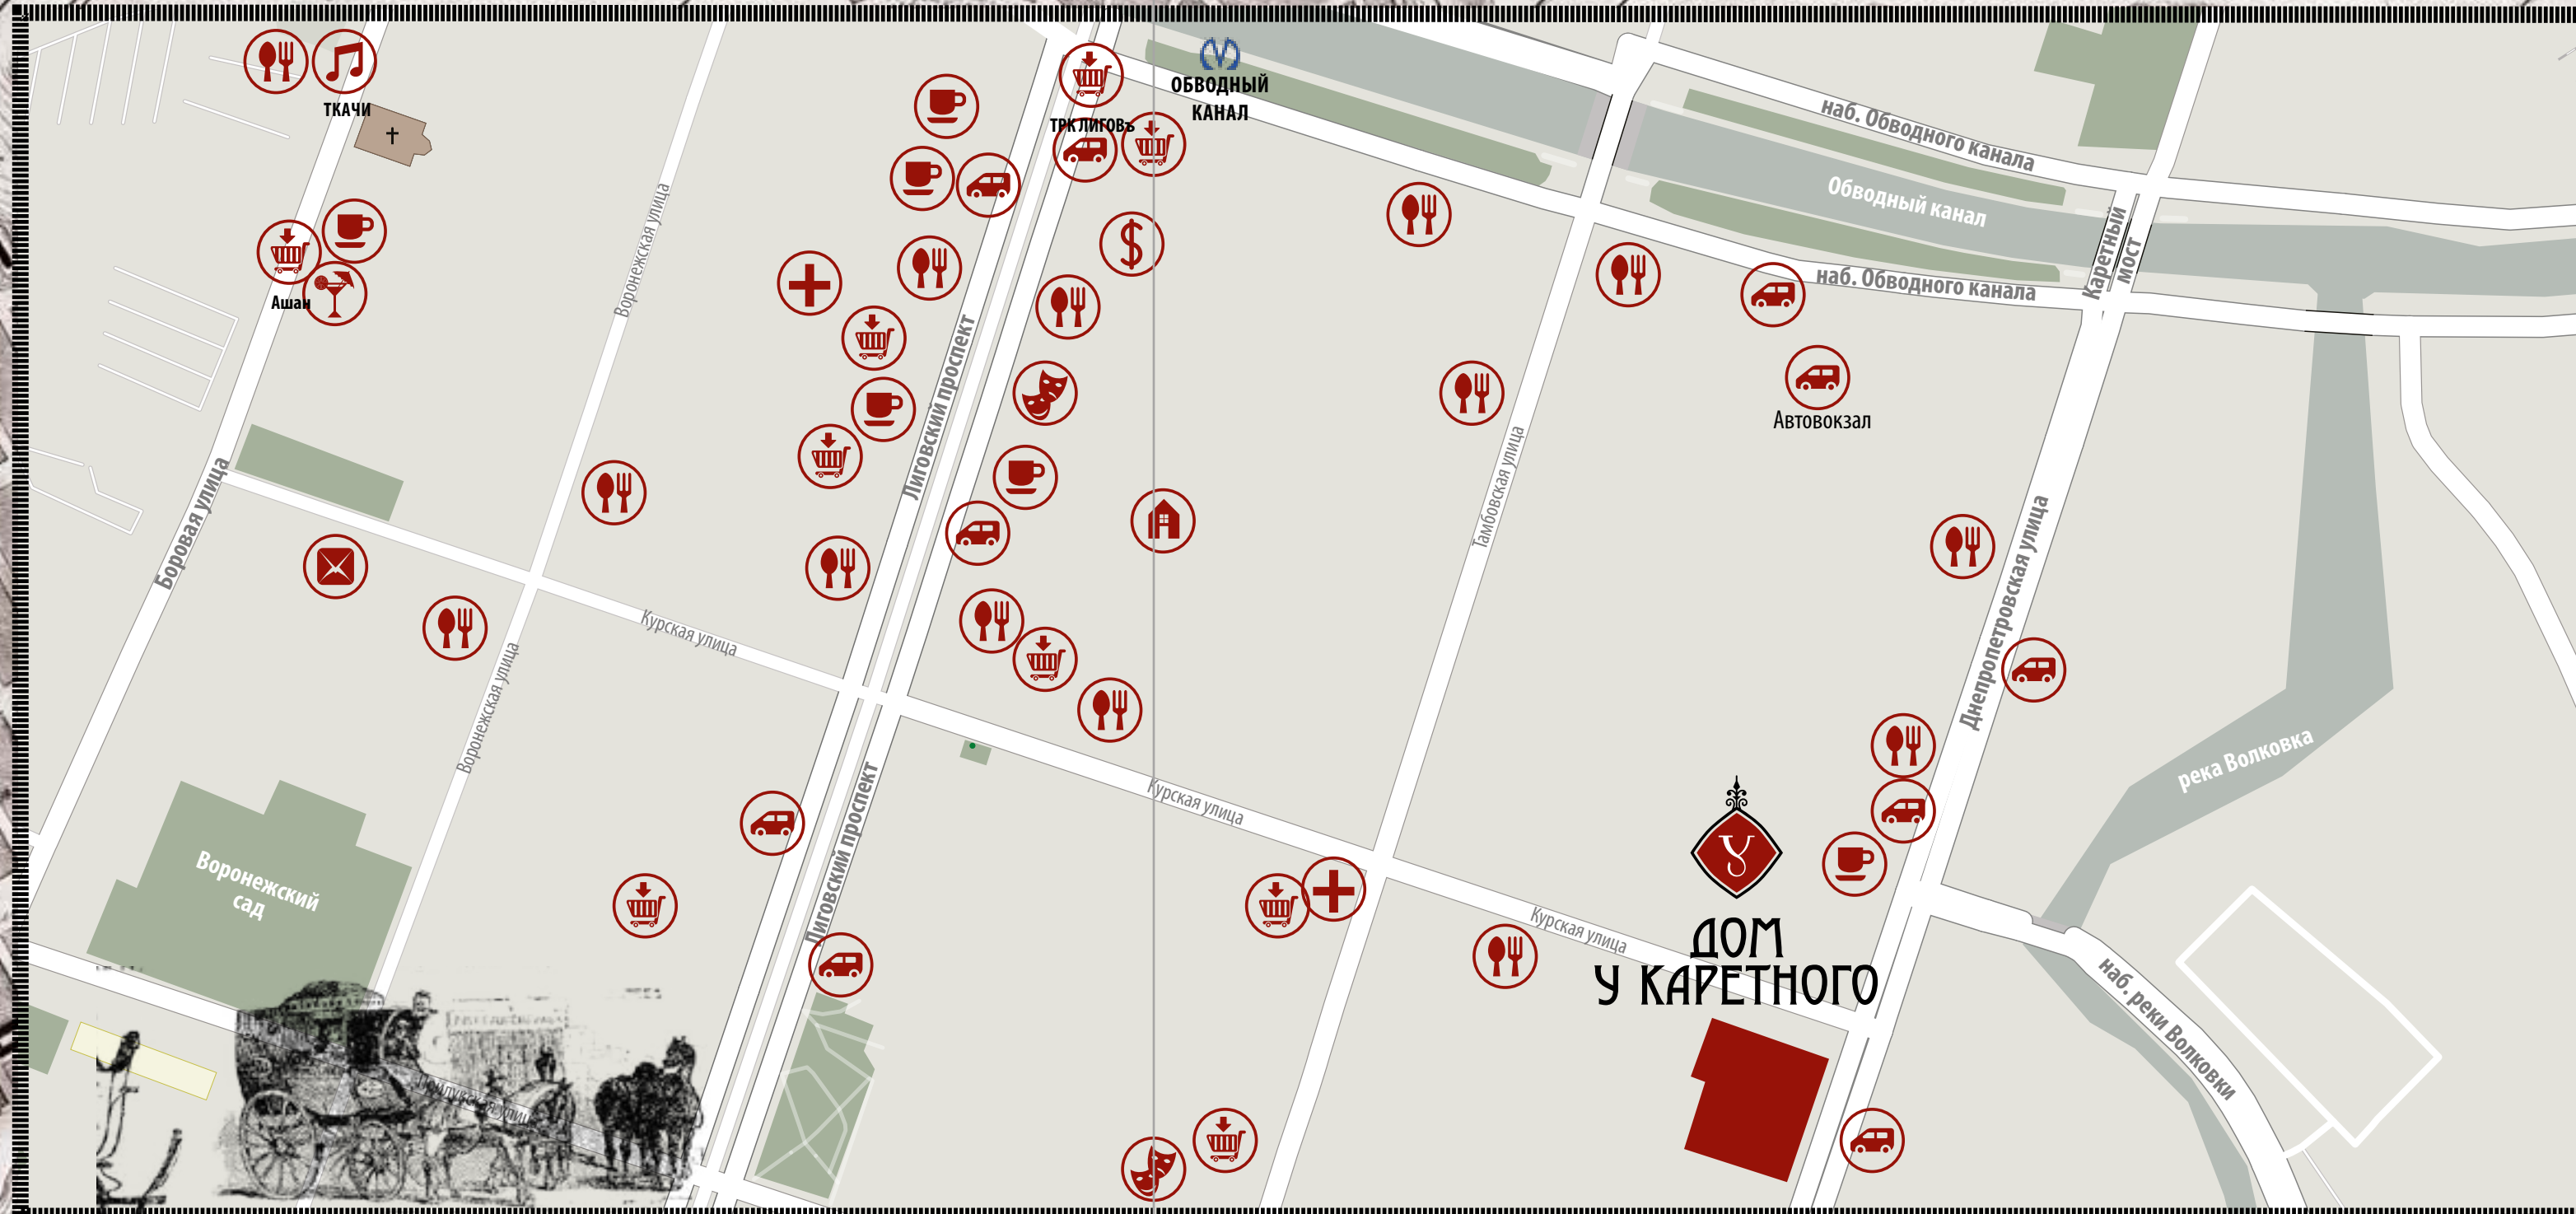 ТКАЧИ
Ашан
ТРК ЛИГОВЪ
ОБВОДНЫЙ
КАНАЛ
наб. Обводного канала
Обводный канал
наб. Обводного канала
Каретный
мост
Автовокзал
Воронежская улица
Лиговский проспект
Боровая улица
Тамбовская улица
Днепропетровская улица
Курская улица
Воронежская улица
река Волковка
Курская улица
Лиговский проспект
Воронежский
сад
Курская улица
У
ДОМ
У КАРЕТНОГО
наб. реки Волковки